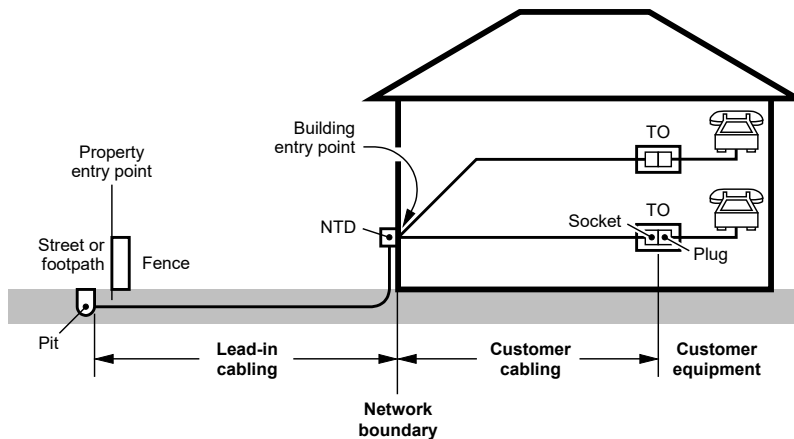 Building
entry point
TO
Property
entry point
NTD
TO
Socket
Plug
Street or
footpath
Fence
Pit
Lead-in
cabling
Customer
cabling
Customer
equipment
Network
boundary